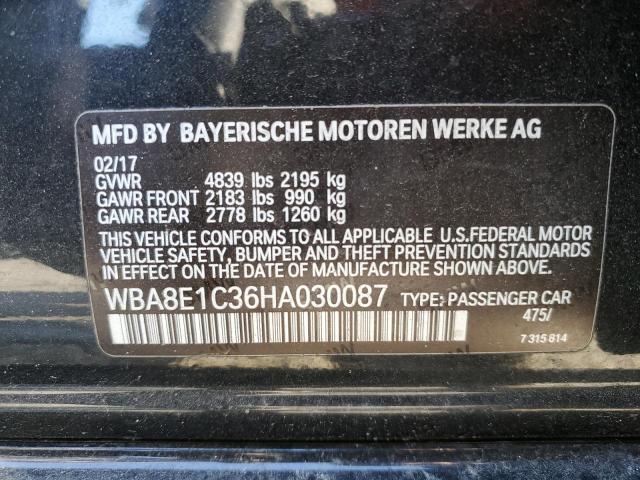 MFD BY BAYERISCHE MOTOREN WERKE AG
02/17
GVWR 4839 lbs 2195 kg
GAWR FRONT 2183 lbs 990 kg
GAWR REAR 2778 lbs 1260 kg
THIS VEHICLE CONFORMS TO ALL APPLICABLE U.S.FEDERAL MOTOR
VEHICLE SAFETY, BUMPER AND THEFT PREVENTION STANDARDS
IN EFFECT ON THE DATE OF MANUFACTURE SHOWN ABOVE.
WBA8E1C36HA030087 TYPE: PASSENGER CAR
475/
7 315 814